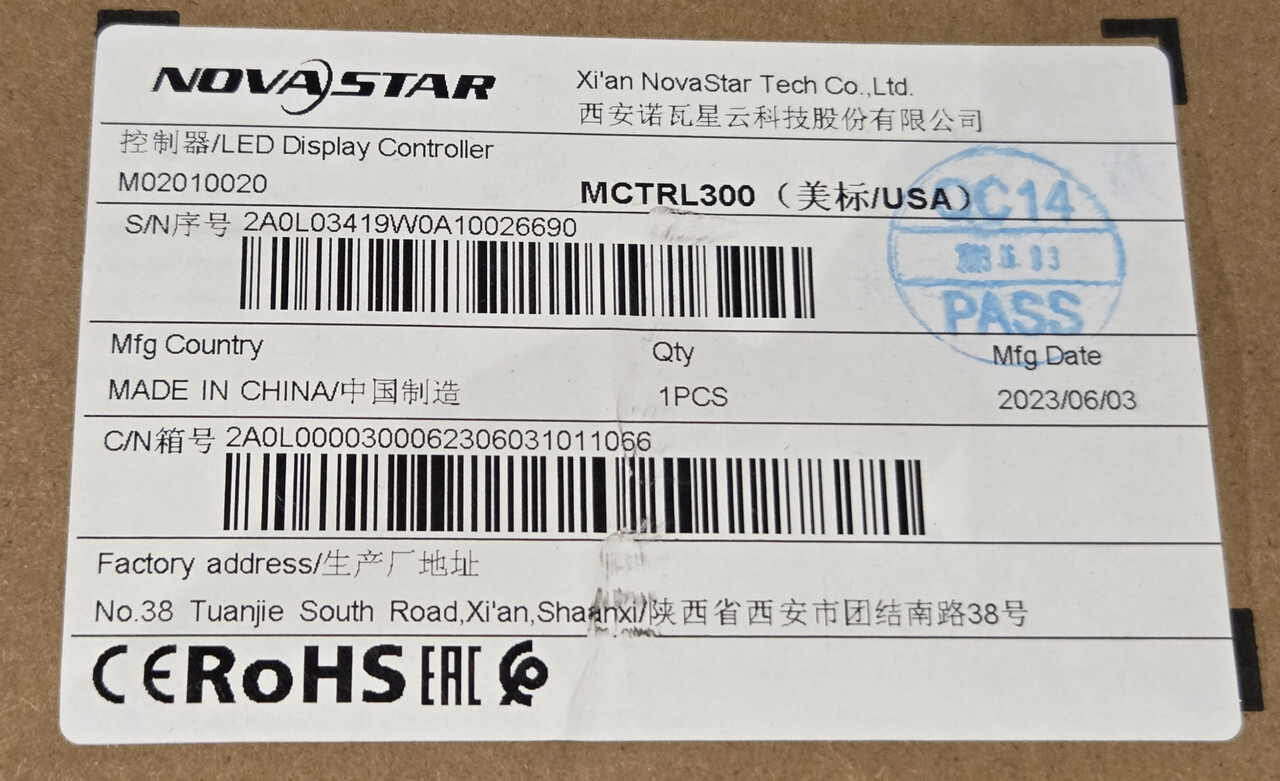 NOVASTAR
Xi'an NovaStar Tech Co.,Ltd.
西安诺瓦星云科技股份有限公司
控制器/LED Display Controller
M02010020
MCTRL300（美标/USA）
QC14
PASS
S/N序号 2A0L03419W0A10026690
Mfg Country
Qty
Mfg Date
MADE IN CHINA/中国制造
1PCS
2023/06/03
C/N箱号 2A0L0000300062306031011066
Factory address/生产厂地址
No.38 Tuanjie South Road,Xi'an,Shaanxi/陕西省西安市团结南路38号
CE RoHS EAC